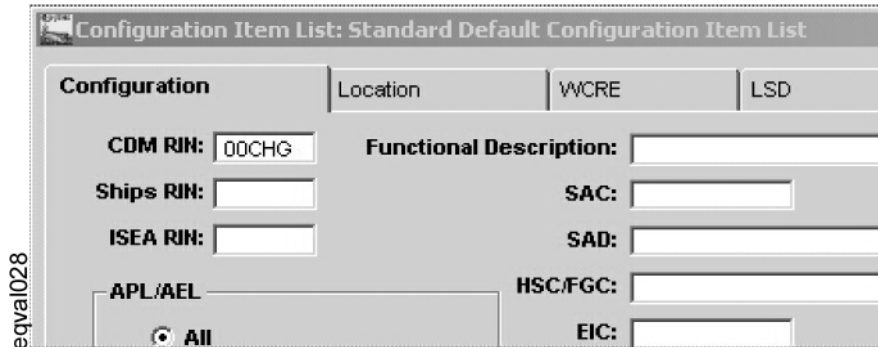 Configuration Item List: Standard Default Configuration Item List
Configuration Location WCRE LSD
CDM RIN: 00CHG Functional Description:
Ships RIN: SAC:
ISEA RIN: SAD:
APL/AEL HSC/FGC:
All EIC:
eqval028